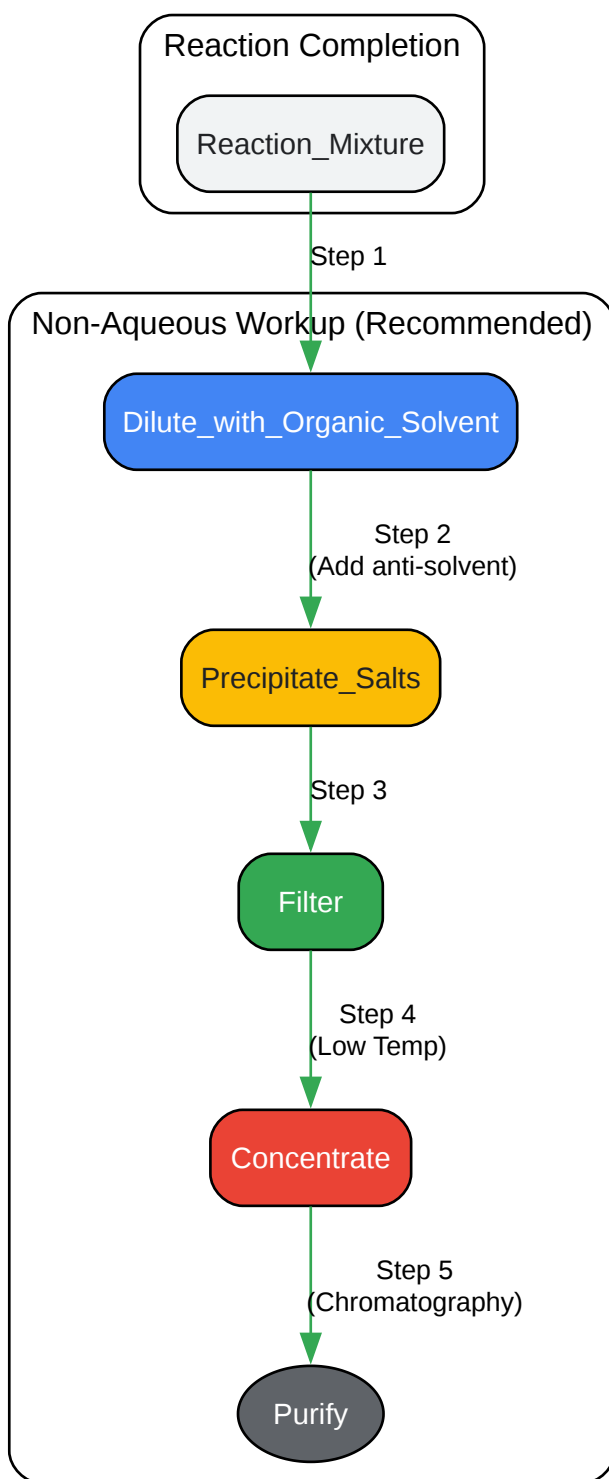 Reaction Completion
Reaction_Mixture
Step 1
Non-Aqueous Workup (Recommended)
Dilute_with_Organic_Solvent
Step 2
(Add anti-solvent)
Precipitate_Salts
Step 3
Filter
Step 4
(Low Temp)
Concentrate
Step 5
(Chromatography)
Purify